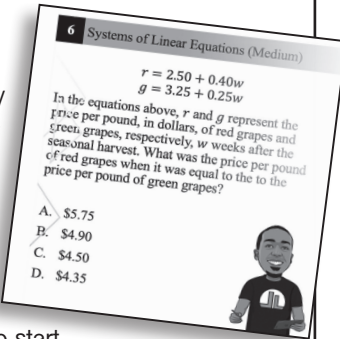 6 Systems of Linear Equations (Medium)
r = 2.50 + 0.40w
g = 3.25 + 0.25w
In the equations above, r and g represent the
price per pound, in dollars, of red grapes and
green grapes, respectively, w weeks after the
seasonal harvest. What was the price per pound
of red grapes when it was equal to the to the
price per pound of green grapes?
A. $5.75
B. $4.90
C. $4.50
D. $4.35
start